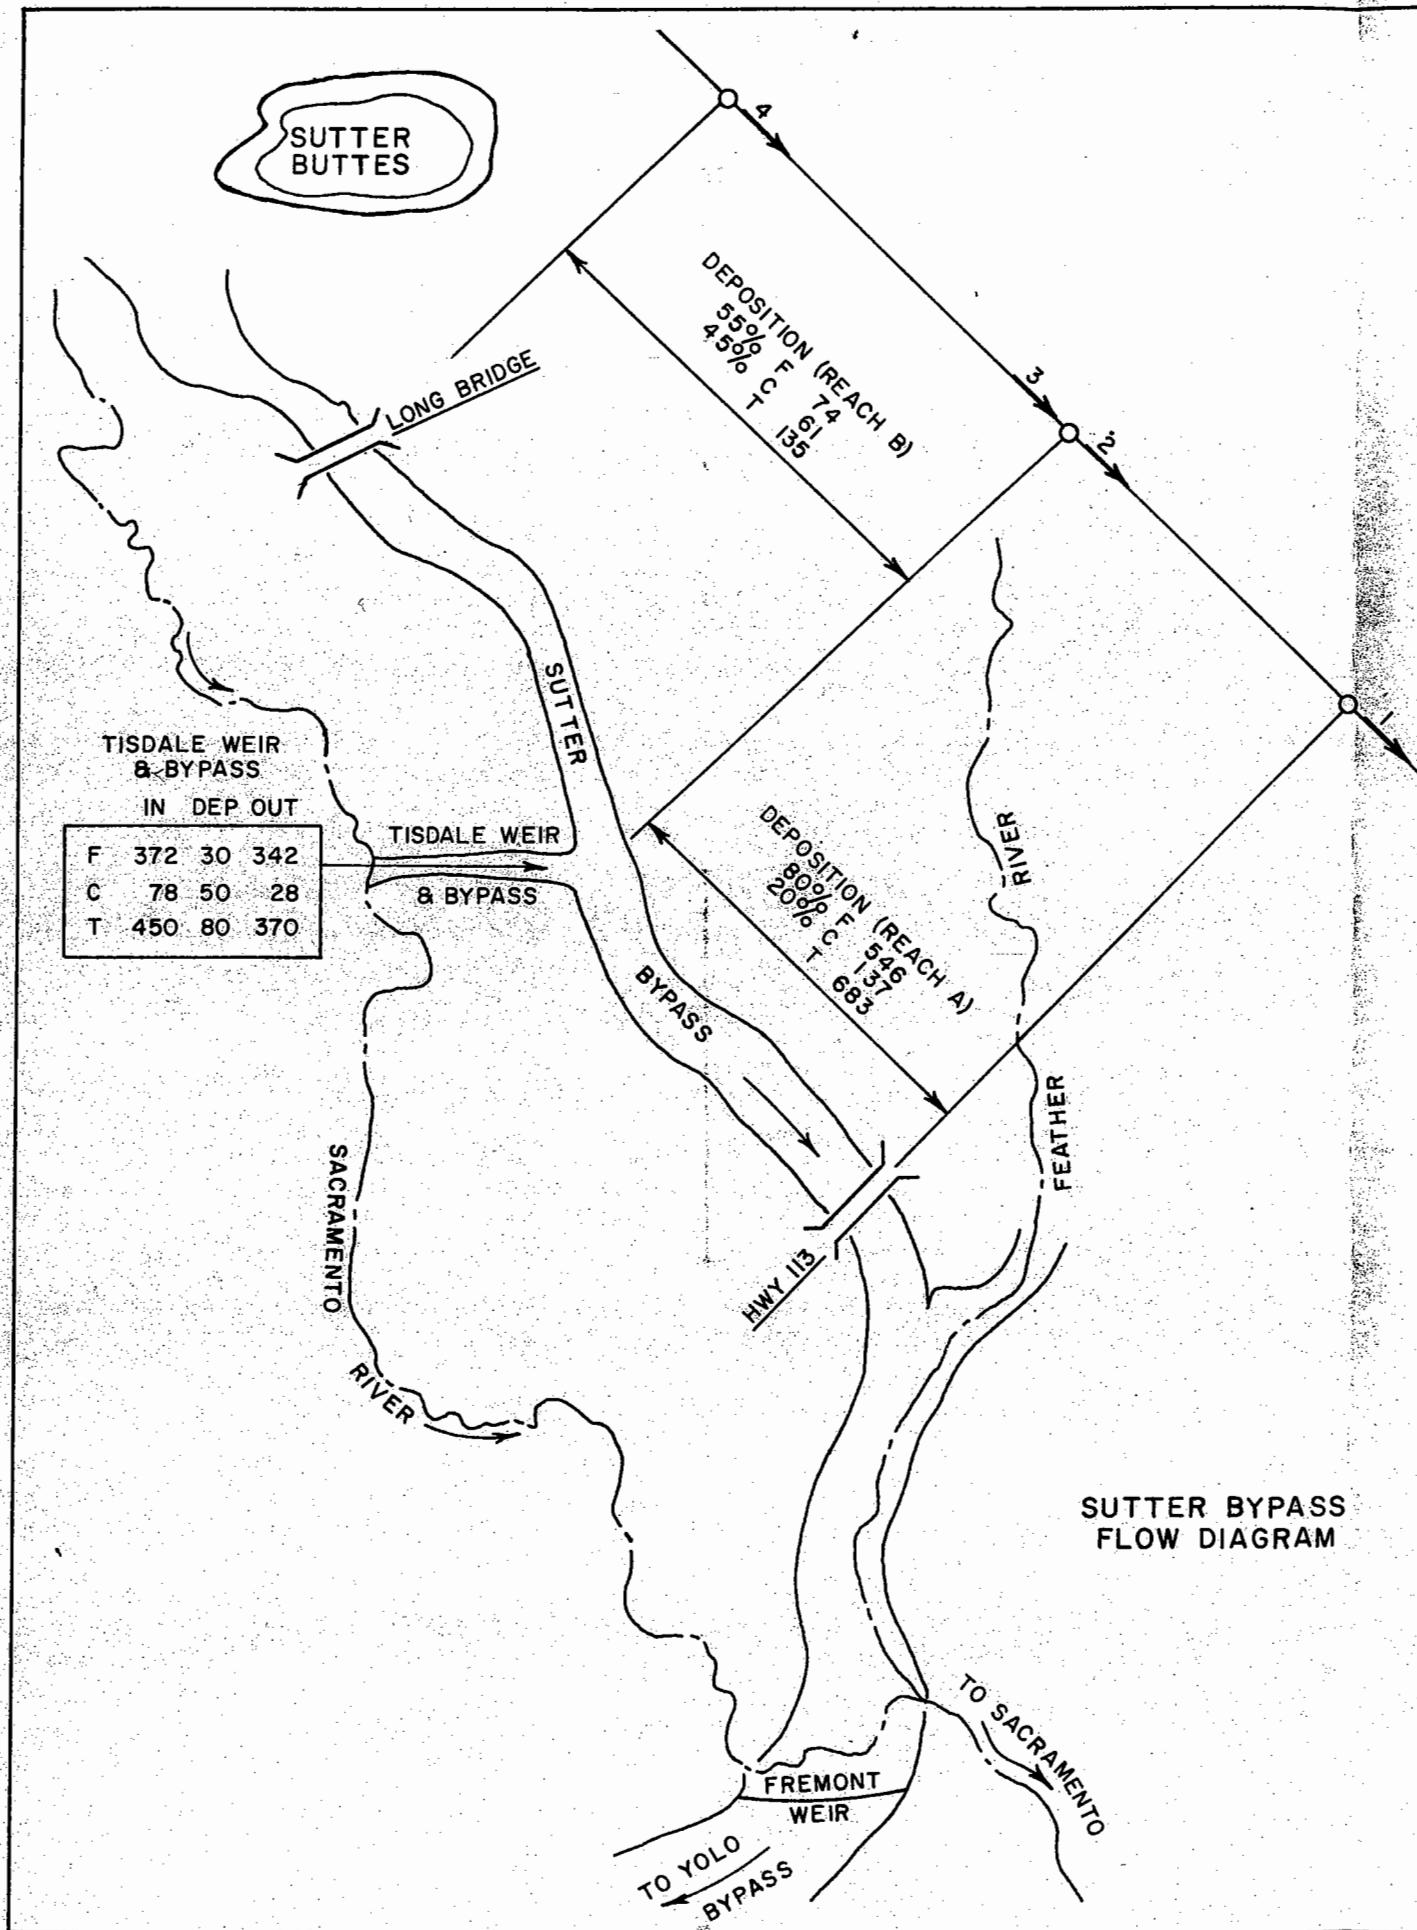 SUTTER
BUTTES
4
DEPOSITION (REACH B)
55% F 74
45% C 61
T 135
LONG BRIDGE
3
2
SUTTER
1
TISDALE WEIR
& BYPASS
IN DEP OUT
F 372 30 342
C 78 50 28
T 450 80 370
TISDALE WEIR
& BYPASS
RIVER
DEPOSITION (REACH A)
80% F 546
20% C 137
T 683
BYPASS
FEATHER
SACRAMENTO
HWY 113
RIVER
SUTTER BYPASS
FLOW DIAGRAM
TO SACRAMENTO
FREMONT
WEIR
TO YOLO
BYPASS